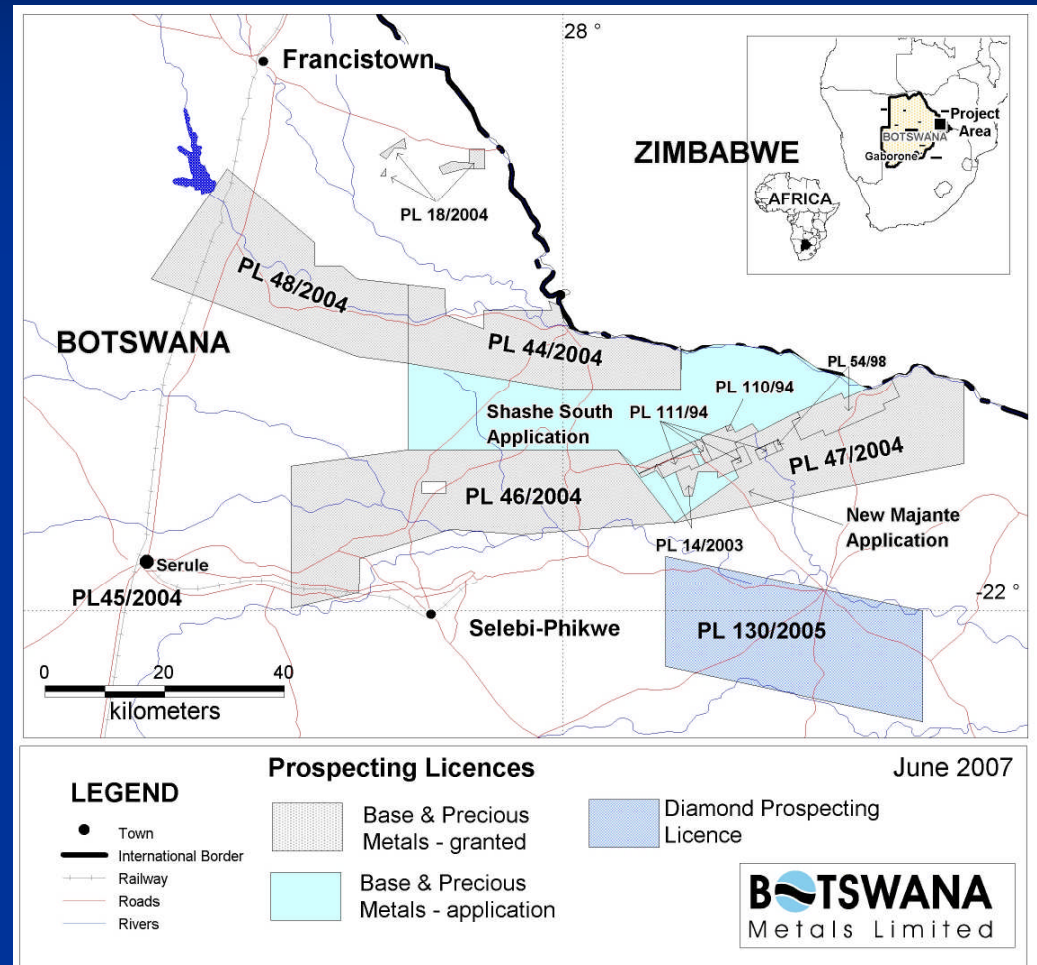 28 °
Francistown
ZIMBABWE
Project
Area
BOTSWANA
Gaborone
AFRICA
PL 18/2004
PL 48/2004
BOTSWANA
PL 44/2004
PL 54/98
PL 110/94
Shashe South
Application
PL 111/94
PL 47/2004
PL 46/2004
New Majante
Application
PL 14/2003
Serule
PL45/2004
-22 °
Selebi-Phikwe
PL 130/2005
0 20 40
kilometers
Prospecting Licences
June 2007
LEGEND
Town
International Border
Railway
Roads
Rivers
Base & Precious
Metals - granted
Base & Precious
Metals - application
Diamond Prospecting
Licence
BOTSWANA
Metals Limited